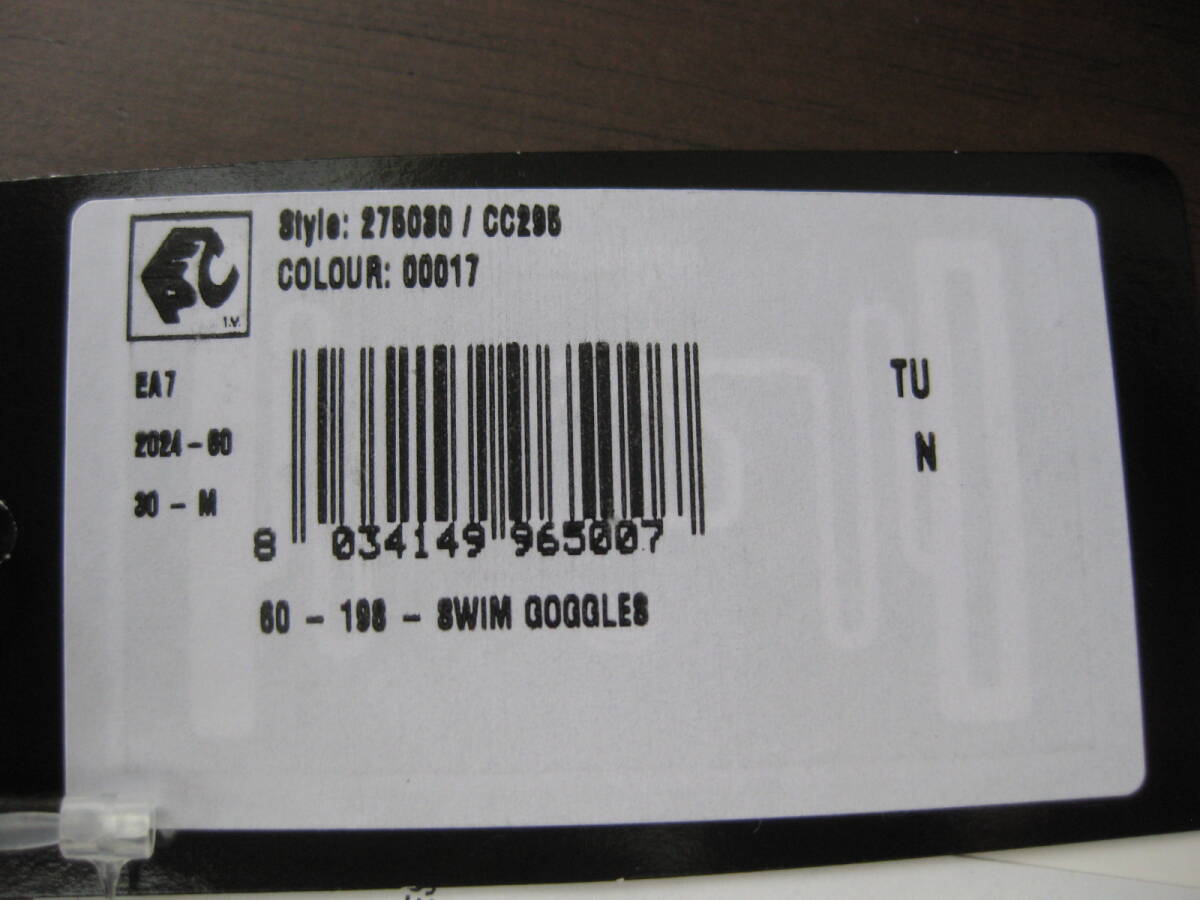 Style: 275030 / CC295
COLOUR: 00017
I.V.
EA7
2024-60
30 - M
TU
N
8 034149 965007
60 - 198 - SWIM GOGGLES